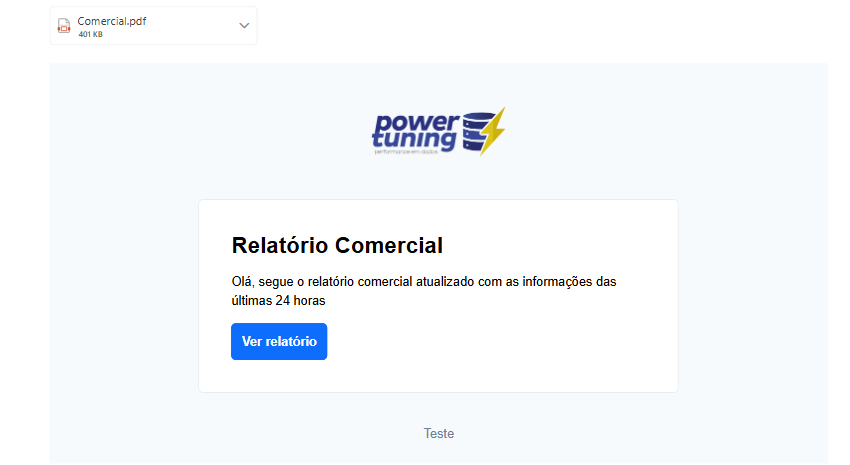 Comercial.pdf
401 KB
power
tuning
performance em dados
Relatório Comercial
Olá, segue o relatório comercial atualizado com as informações das
últimas 24 horas
Ver relatório
Teste